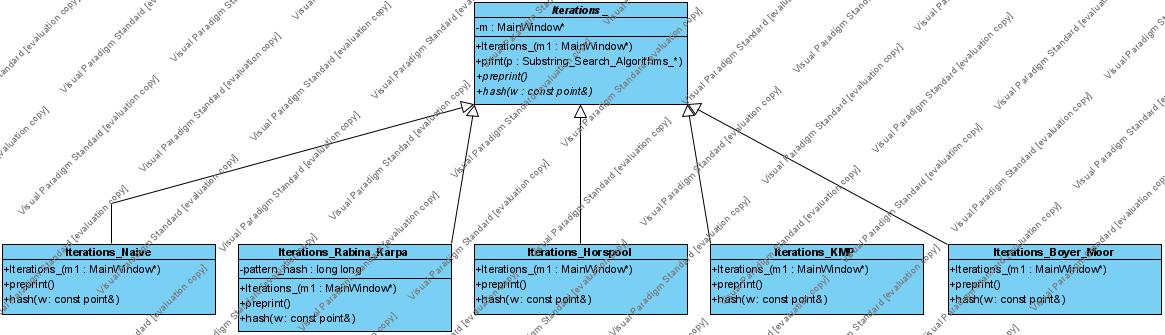 Iterations_
-m : MainWindow*
+Iterations_(m1 : MainWindow*)
+print(p : Substring_Search_Algorithms_*)
+preprint()
+hash(w : const point&)
Iterations_Naive
+Iterations_(m1 : MainWindow*)
+preprint()
+hash(w: const point&)
Iterations_Rabina_Karpa
-pattern_hash : long long
+Iterations_(m1 : MainWindow*)
+preprint()
+hash(w: const point&)
Iterations_Horspool
+Iterations_(m1 : MainWindow*)
+preprint()
+hash(w: const point&)
Iterations_KMP
+Iterations_(m1 : MainWindow*)
+preprint()
+hash(w: const point&)
Iterations_Boyer_Moor
+Iterations_(m1 : MainWindow*)
+preprint()
+hash(w: const point&)
Visual Paradigm Standard [evaluation copy]